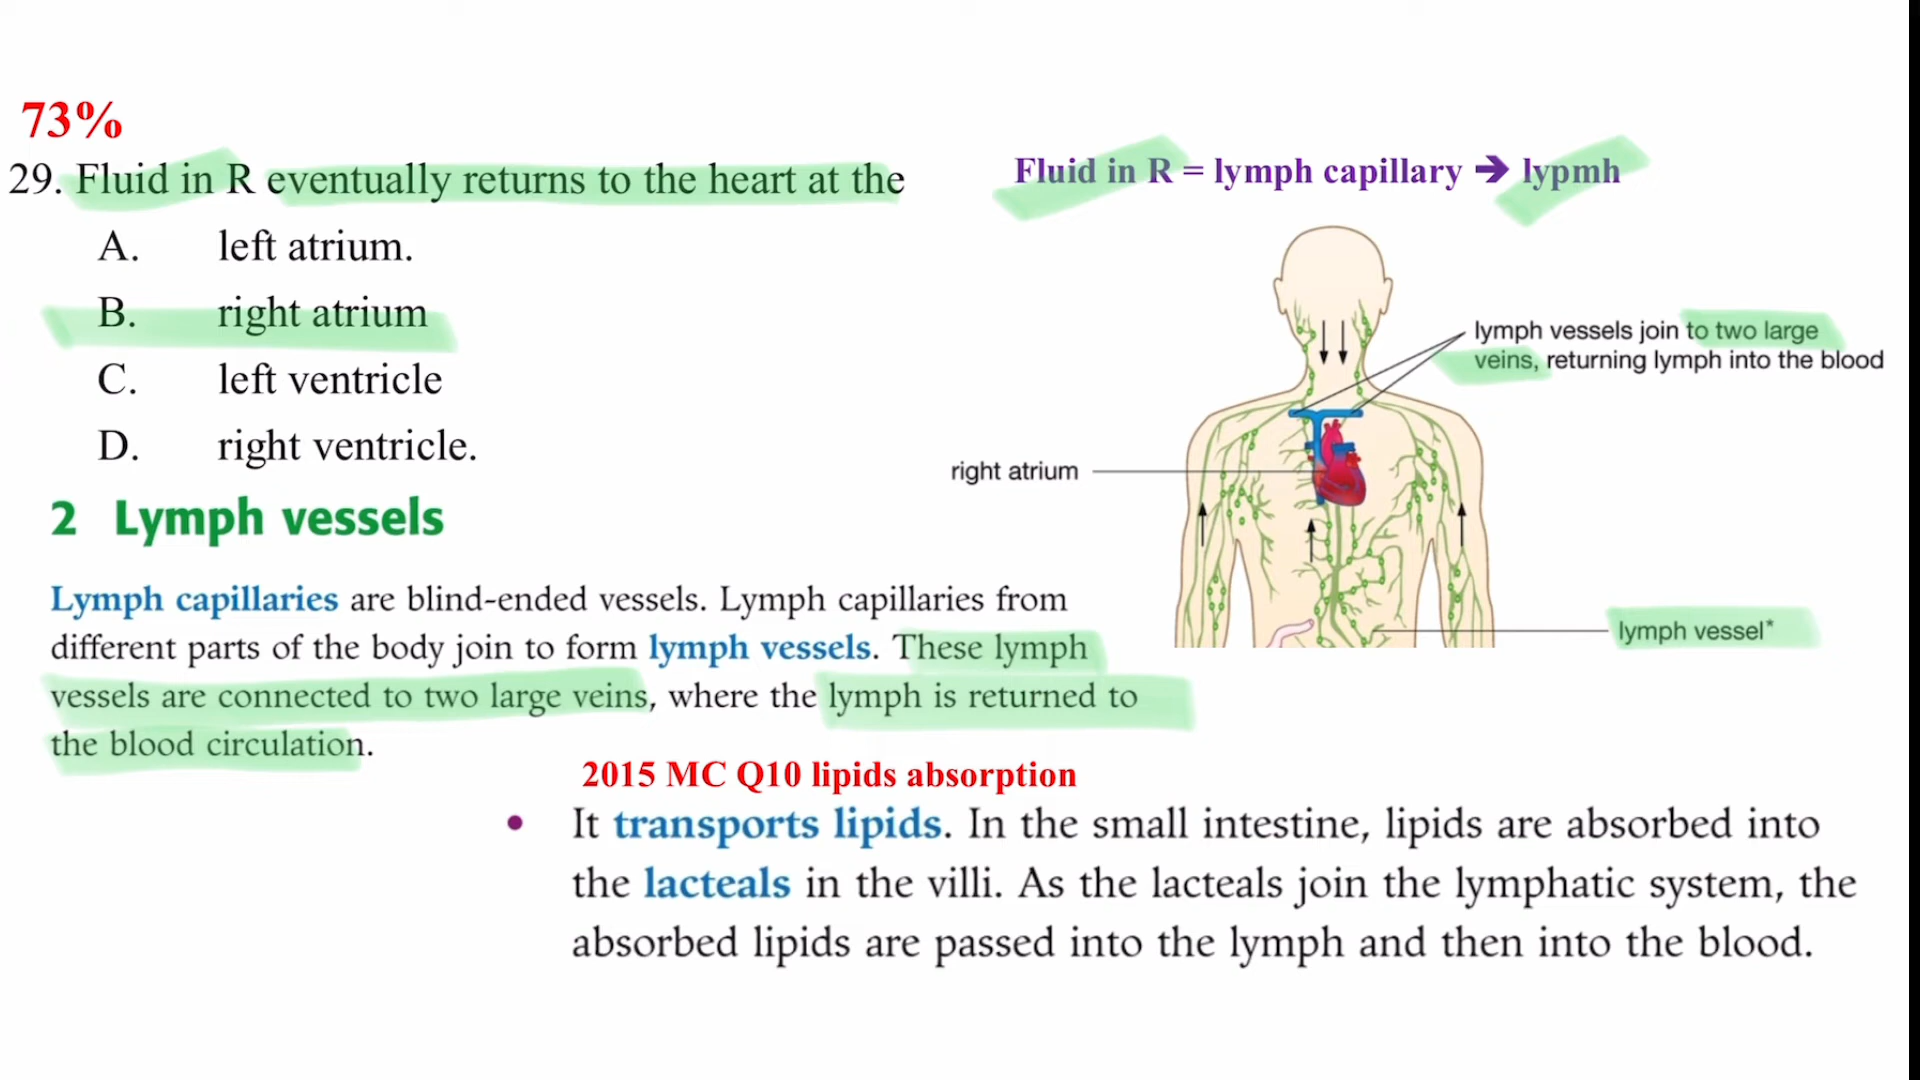 73%
29. Fluid in R eventually returns to the heart at the
A. left atrium.
B. right atrium
C. left ventricle
D. right ventricle.
Fluid in R = lymph capillary ➔ lypmh
lymph vessels join to two large
veins, returning lymph into the blood
right atrium
lymph vessel*
2 Lymph vessels
Lymph capillaries are blind-ended vessels. Lymph capillaries from
different parts of the body join to form lymph vessels. These lymph
vessels are connected to two large veins, where the lymph is returned to
the blood circulation.
2015 MC Q10 lipids absorption
• It transports lipids. In the small intestine, lipids are absorbed into
the lacteals in the villi. As the lacteals join the lymphatic system, the
absorbed lipids are passed into the lymph and then into the blood.